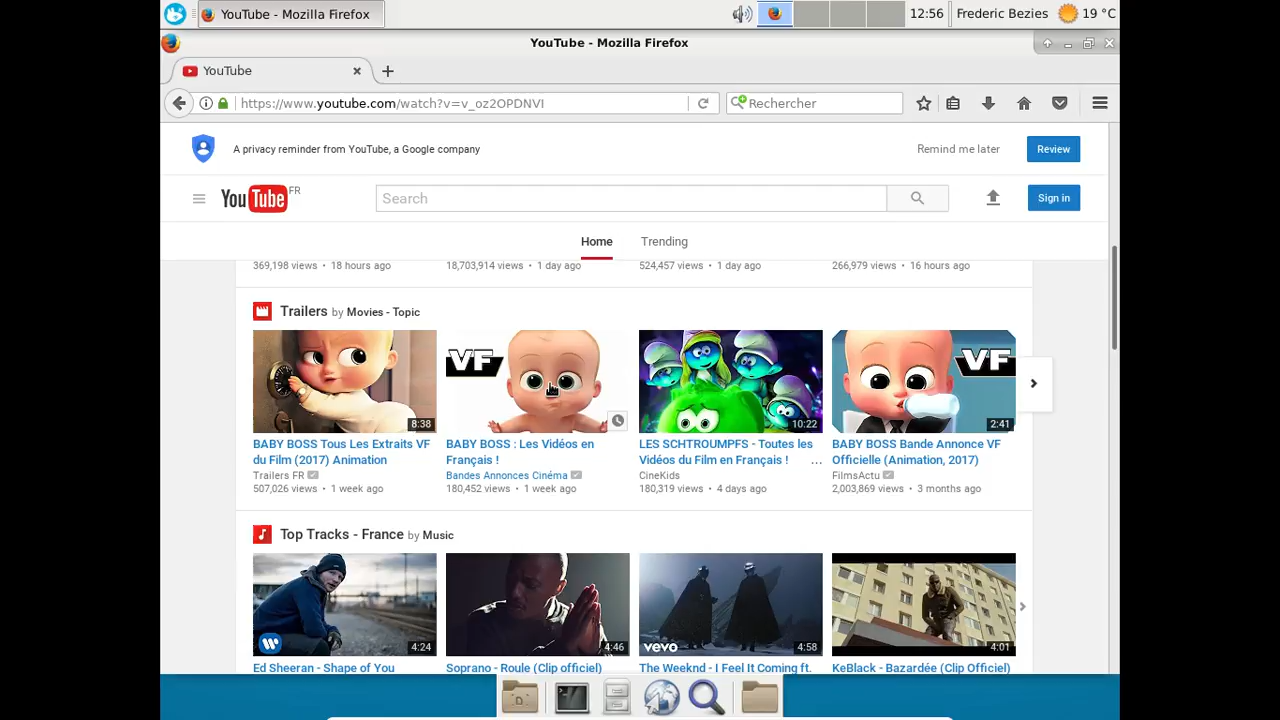 YouTube - Mozilla Firefox
12:56
Frederic Bezies
19 °C
YouTube - Mozilla Firefox
YouTube
https://www.youtube.com/watch?v=v_oz2OPDNVI
Rechercher
A privacy reminder from YouTube, a Google company
Remind me later
Review
YouTube FR
Search
Sign in
Home
Trending
369,198 views • 18 hours ago
18,703,914 views • 1 day ago
524,457 views • 1 day ago
266,979 views • 16 hours ago
Trailers by Movies - Topic
8:38
BABY BOSS Tous Les Extraits VF
du Film (2017) Animation
Trailers FR
507,026 views • 1 week ago
VF
BABY BOSS : Les Vidéos en
Français !
Bandes Annonces Cinéma
180,452 views • 1 week ago
10:22
LES SCHTROUMPFS - Toutes les
Vidéos du Film en Français ! ...
CineKids
180,319 views • 4 days ago
VF
2:41
BABY BOSS Bande Annonce VF
Officielle (Animation, 2017)
FilmsActu
2,003,869 views • 3 months ago
Top Tracks - France by Music
4:24
Ed Sheeran - Shape of You
4:46
Soprano - Roule (Clip officiel)
vevo
4:58
The Weeknd - I Feel It Coming ft.
4:01
KeBlack - Bazardée (Clip Officiel)